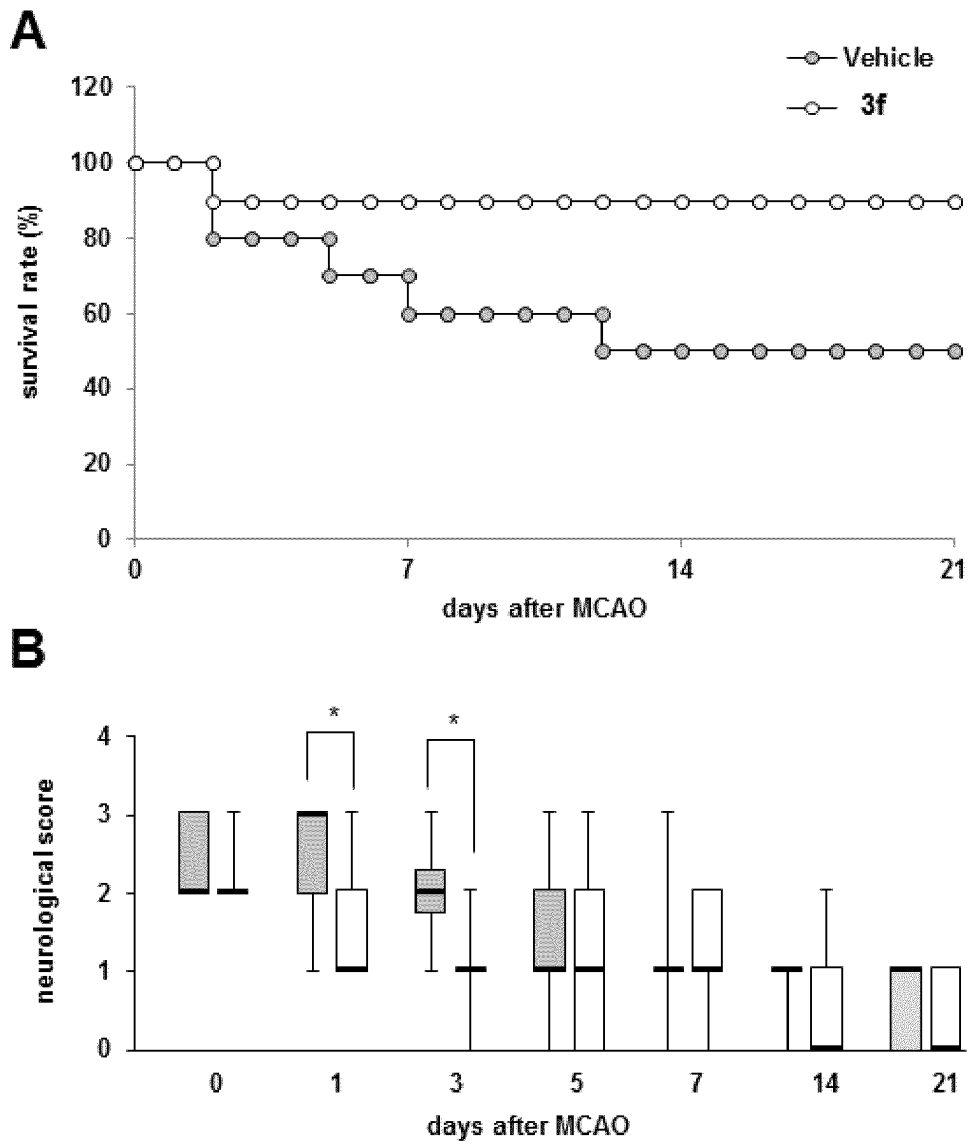 A
Vehicle
3f
120
100
80
60
40
20
0
survival rate (%)
0 7 14 21
days after MCAO
B
* *
4
3
2
1
0
neurological score
0 1 3 5 7 14 21
days after MCAO